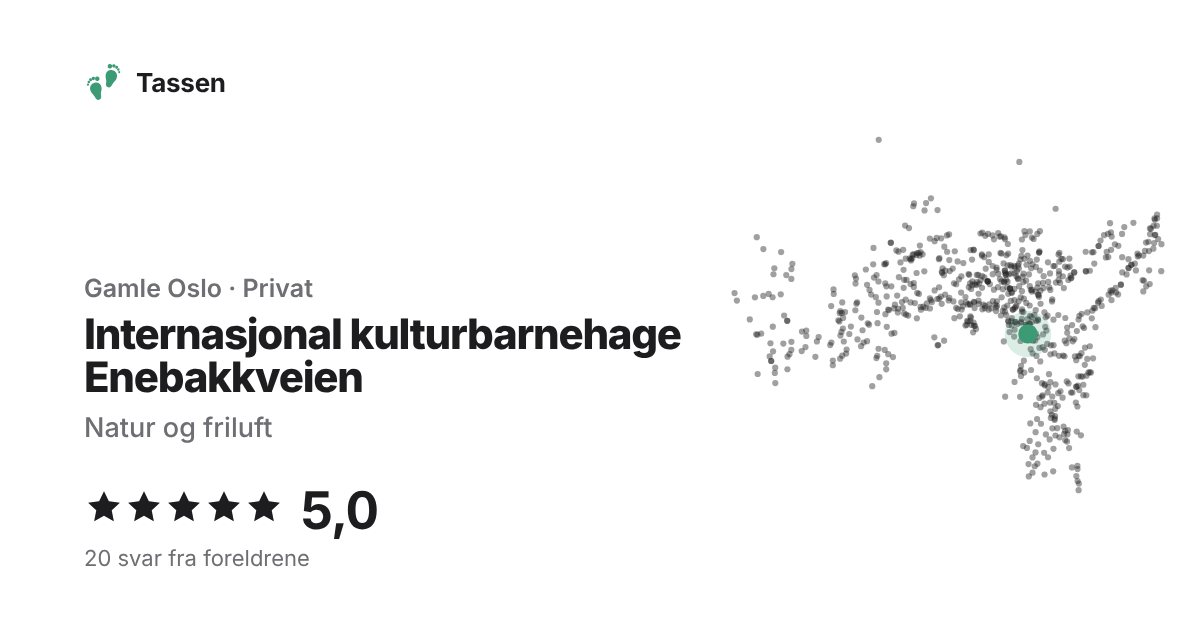 Tassen
Gamle Oslo · Privat
Internasjonal kulturbarnehage
Enebakkveien
Natur og friluft
5,0
20 svar fra foreldrene